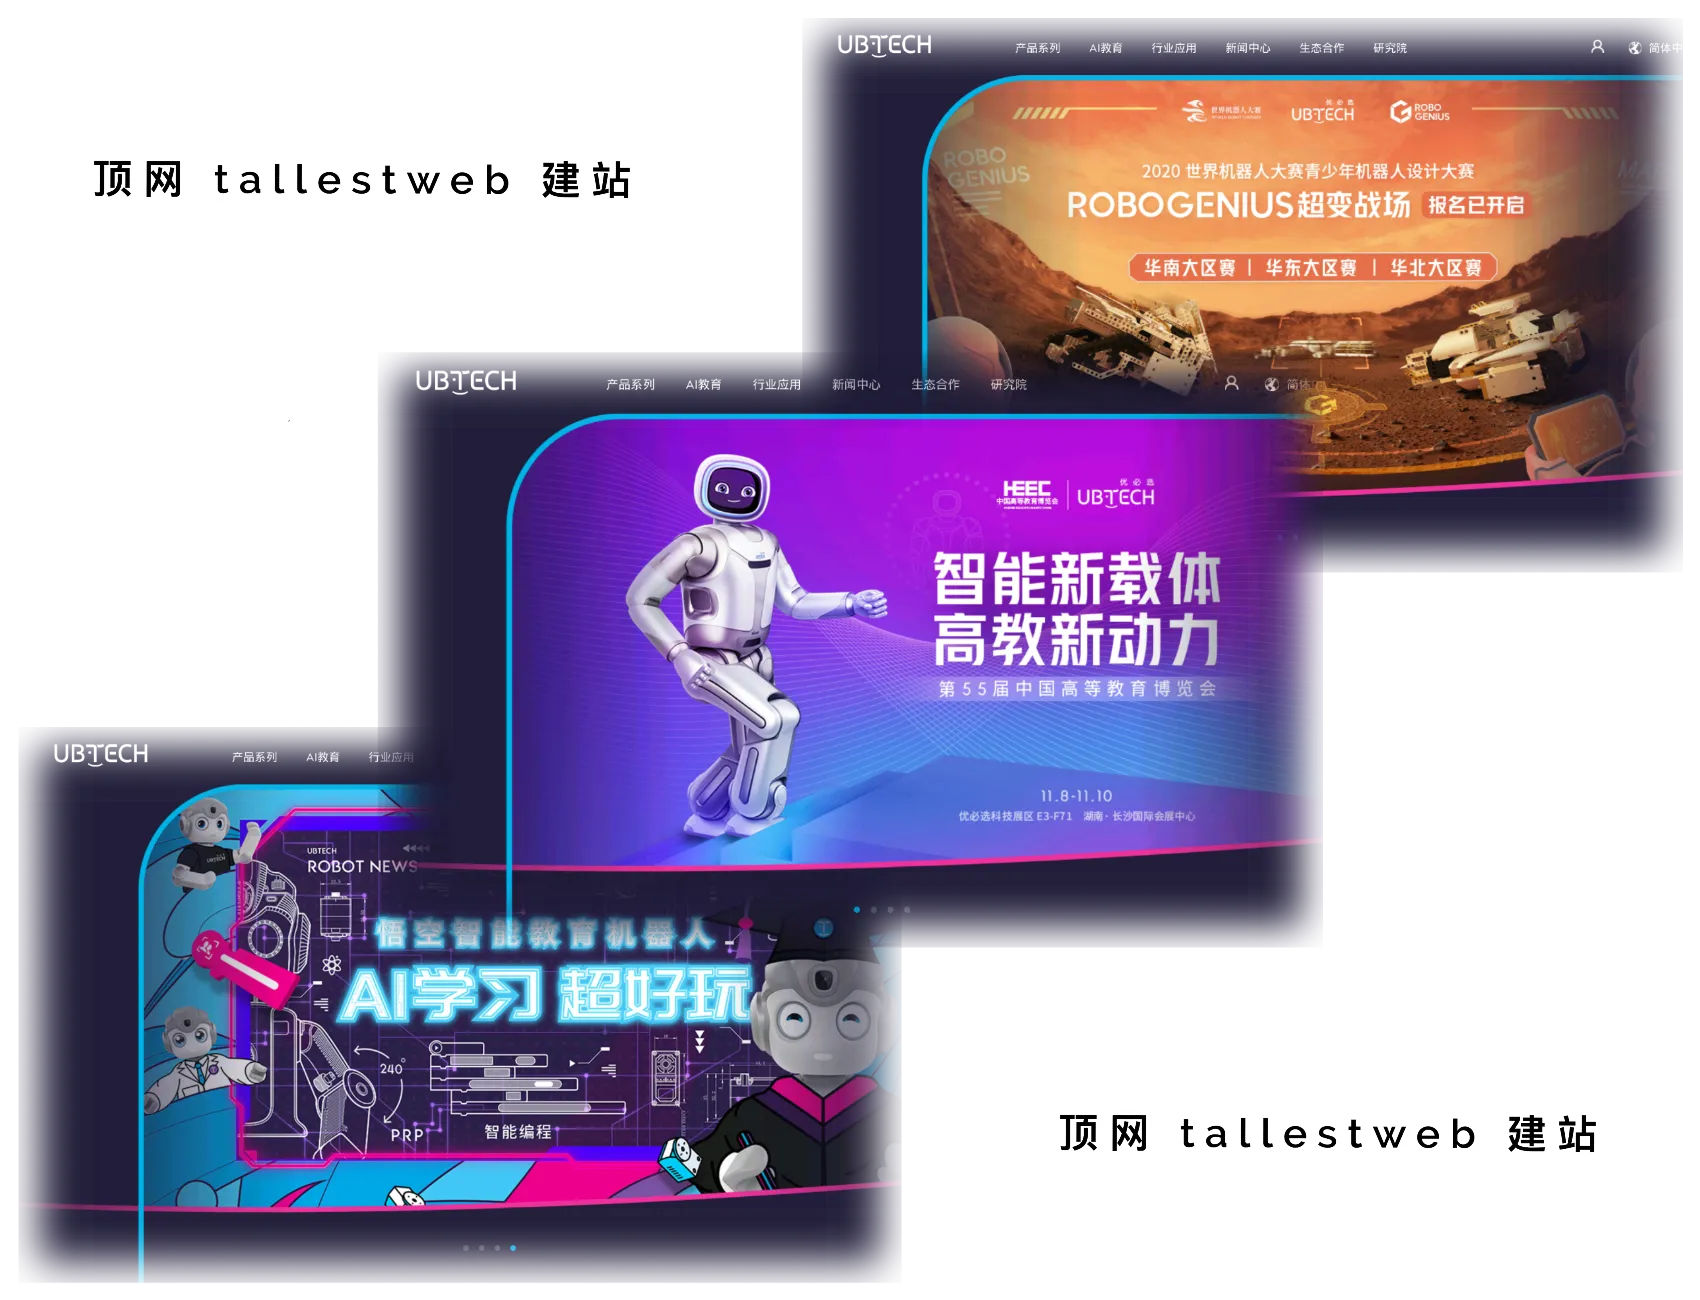 UBTECH 产品系列 AI教育 行业应用 新闻中心 生态合作 研究院 简体中
世界机器人大赛 优必选 UBTECH ROBO GENIUS
ROBO GENIUS
顶网 tallestweb 建站
2020 世界机器人大赛青少年机器人设计大赛
ROBOGENIUS超变战场 报名已开启
华南大区赛 | 华东大区赛 | 华北大区赛
UBTECH 产品系列 AI教育 行业应用 新闻中心 生态合作 研究院 简体
HEEC 中国高等教育博览会 优必选 UBTECH
智能新载体
高教新动力
第55届中国高等教育博览会
11.8-11.10
优必选科技展区 E3-F71 湖南·长沙国际会展中心
UBTECH 产品系列 AI教育 行业应用
UBTECH
ROBOT NEWS
悟空智能教育机器人
AI学习 超好玩
240°
PRP
智能编程
顶网 tallestweb 建站